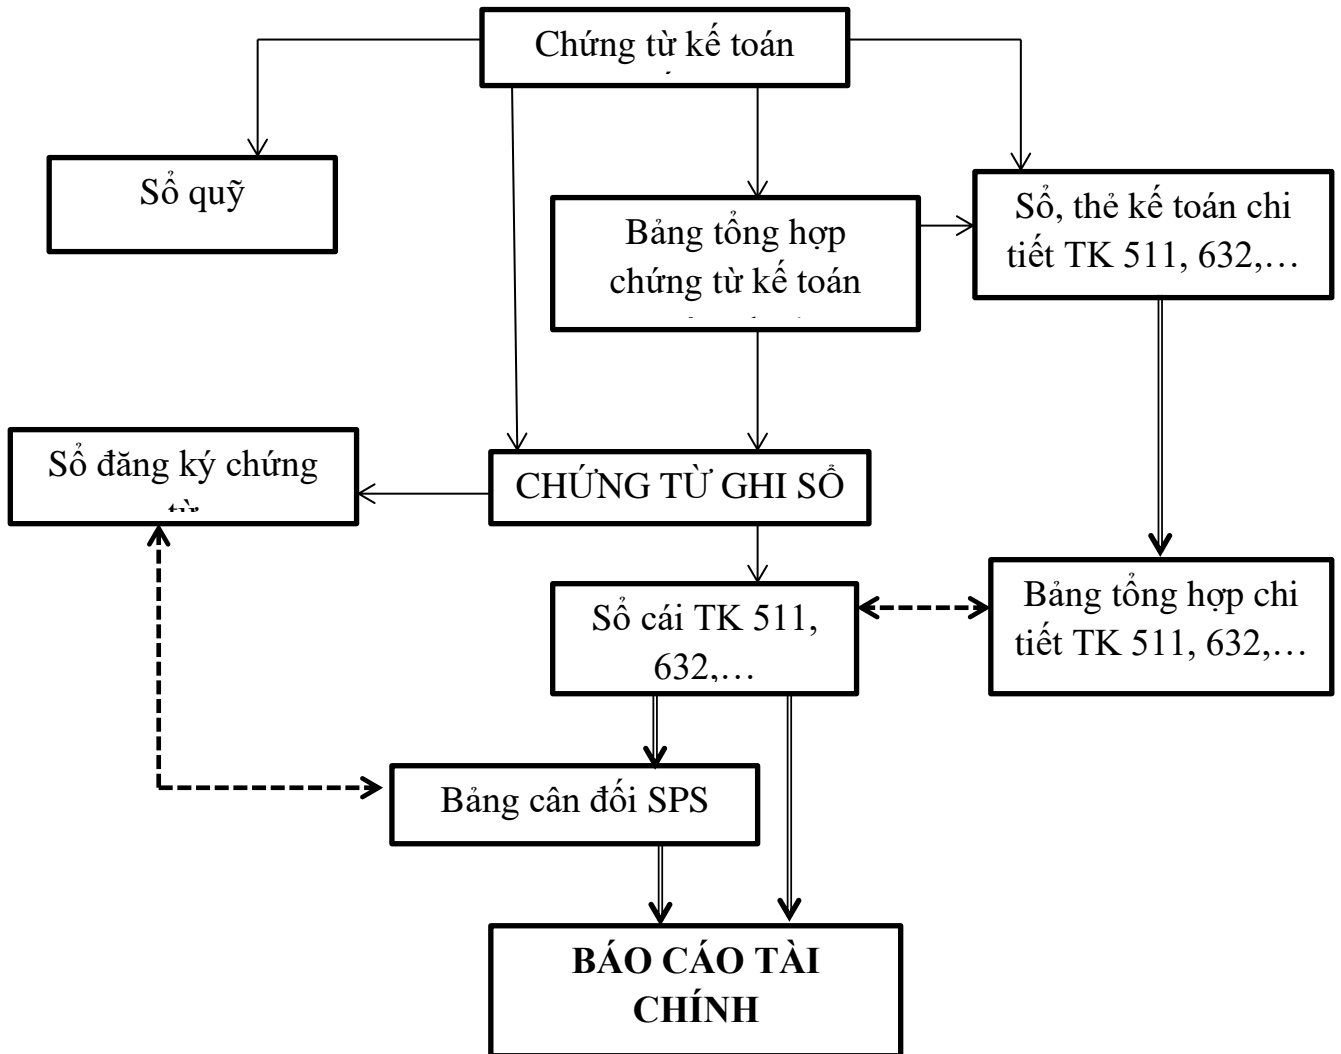 Chứng từ kế toán
Sổ quỹ
Bảng tổng hợp
chứng từ kế toán
Sổ, thẻ kế toán chi
tiết TK 511, 632,…
Sổ đăng ký chứng
từ
CHỨNG TỪ GHI SỔ
Sổ cái TK 511,
632,…
Bảng tổng hợp chi
tiết TK 511, 632,…
Bảng cân đối SPS
BÁO CÁO TÀI
CHÍNH